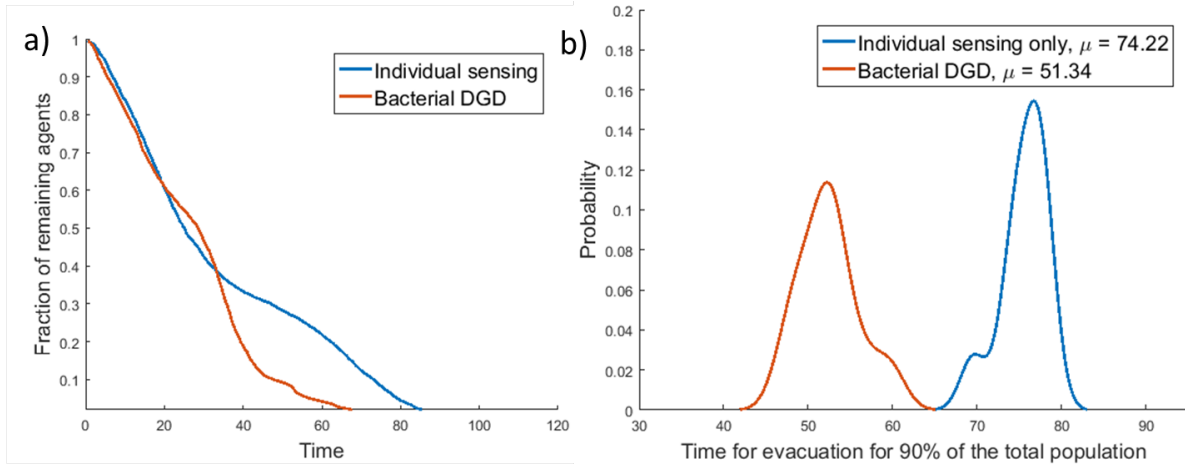 a)
1
0.9
0.8
0.7
0.6
0.5
0.4
0.3
0.2
0.1
0 20 40 60 80 100 120
Fraction of remaining agents
Time
Individual sensing
Bacterial DGD
b)
0.2
0.18
0.16
0.14
0.12
0.1
0.08
0.06
0.04
0.02
0
30 40 50 60 70 80 90
Probability
Time for evacuation for 90% of the total population
Individual sensing only, μ = 74.22
Bacterial DGD, μ = 51.34